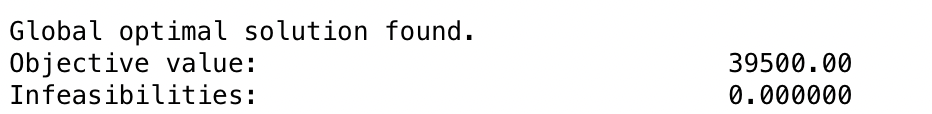 Global optimal solution found.
Objective value: 39500.00
Infeasibilities: 0.000000